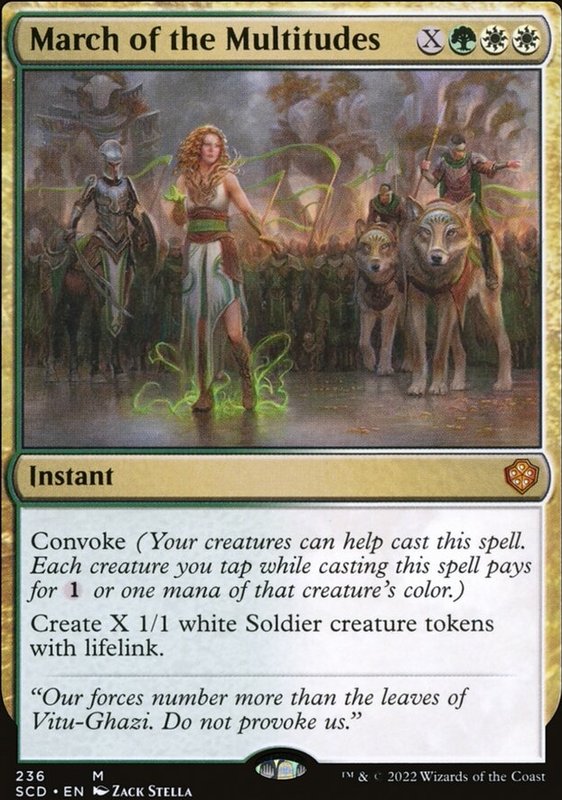 March of the Multitudes X
Instant
Convoke (Your creatures can help cast this spell.
Each creature you tap while casting this spell pays
for 1 or one mana of that creature's color.)
Create X 1/1 white Soldier creature tokens
with lifelink.
“Our forces number more than the leaves of
Vitu-Ghazi. Do not provoke us.”
236 M
SCD • EN Zack Stella
™ & © 2022 Wizards of the Coast